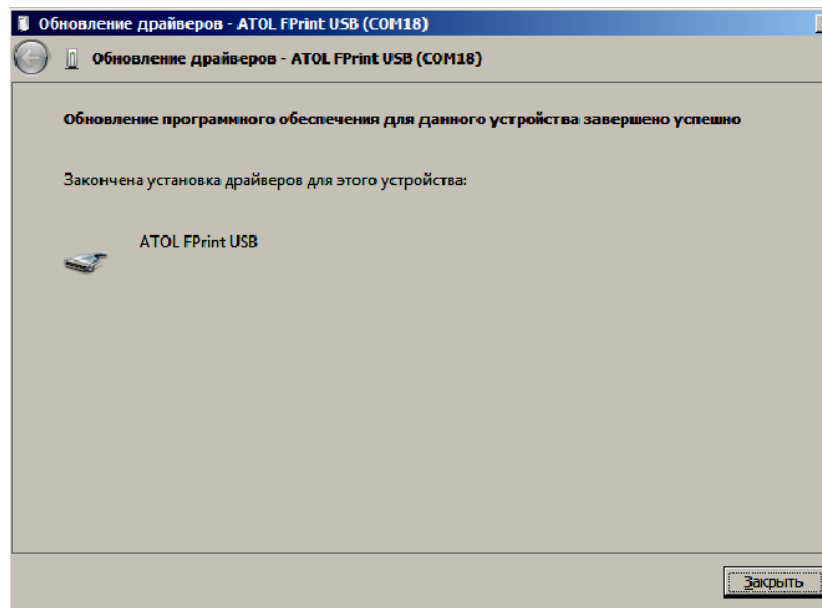 Обновление драйверов - ATOL FPrint USB (COM18)
Обновление драйверов - ATOL FPrint USB (COM18)
Обновление программного обеспечения для данного устройства завершено успешно
Закончена установка драйверов для этого устройства:
ATOL FPrint USB
Закрыть